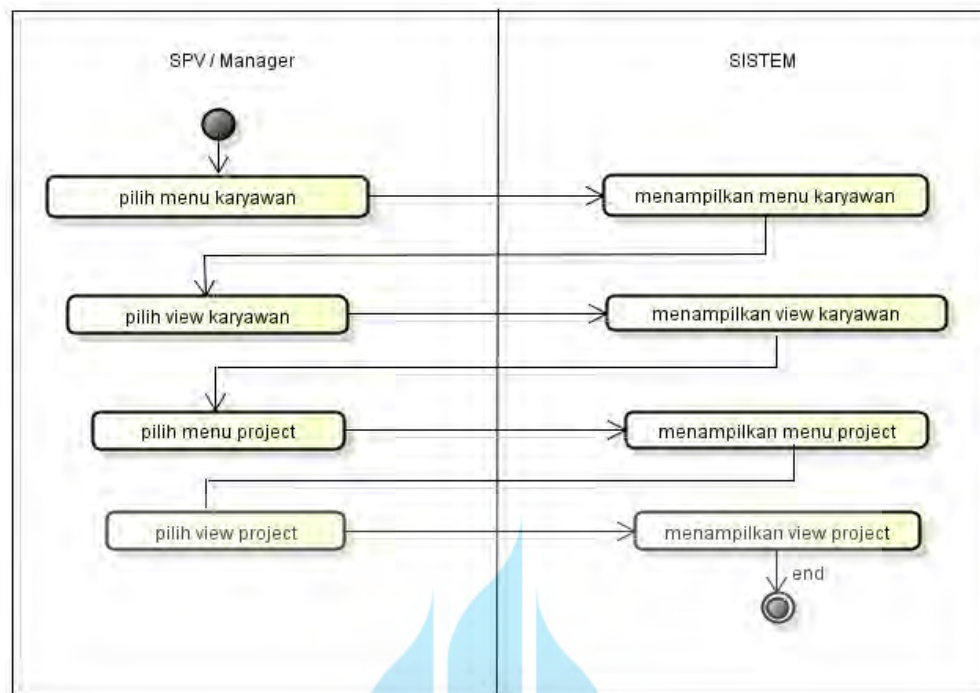 SPV / Manager
SISTEM
pilih menu karyawan
menampilkan menu karyawan
pilih view karyawan
menampilkan view karyawan
pilih menu project
menampilkan menu project
pilih view project
menampilkan view project
end